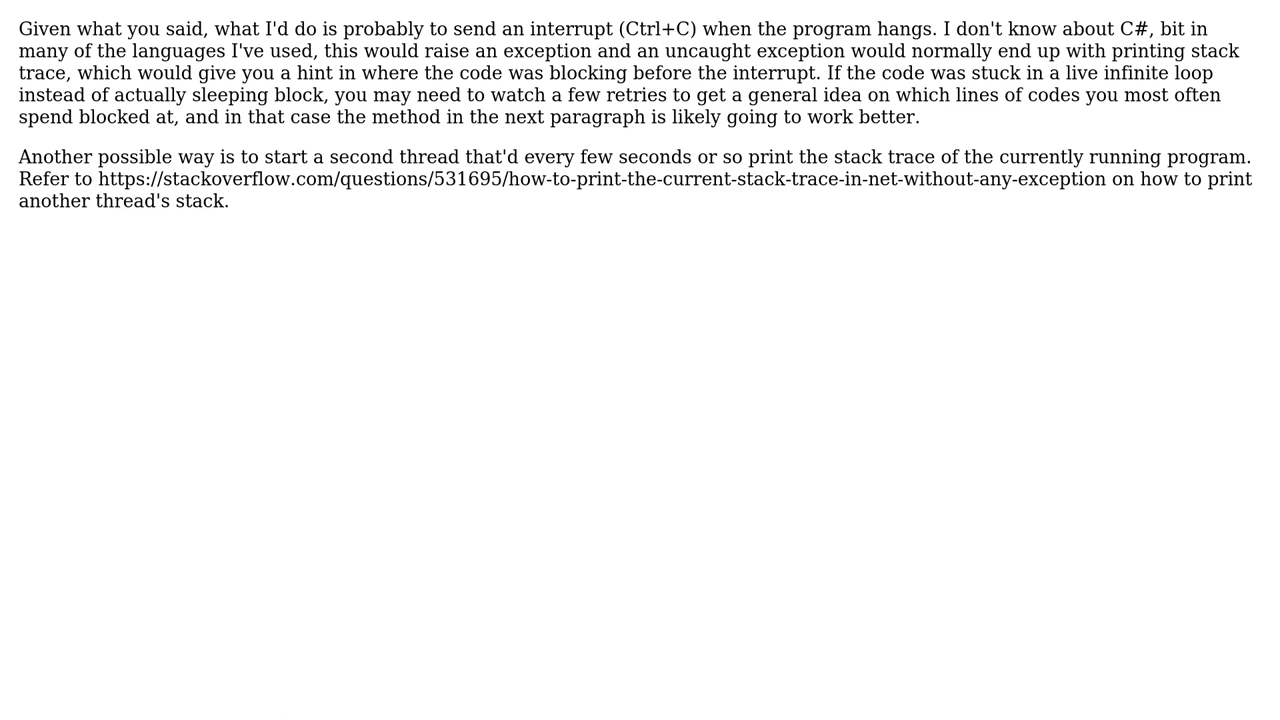 Given what you said, what I'd do is probably to send an interrupt (Ctrl+C) when the program hangs. I don't know about C#, bit in
many of the languages I've used, this would raise an exception and an uncaught exception would normally end up with printing stack
trace, which would give you a hint in where the code was blocking before the interrupt. If the code was stuck in a live infinite loop
instead of actually sleeping block, you may need to watch a few retries to get a general idea on which lines of codes you most often
spend blocked at, and in that case the method in the next paragraph is likely going to work better.
Another possible way is to start a second thread that'd every few seconds or so print the stack trace of the currently running program.
Refer to https://stackoverflow.com/questions/531695/how-to-print-the-current-stack-trace-in-net-without-any-exception on how to print
another thread's stack.